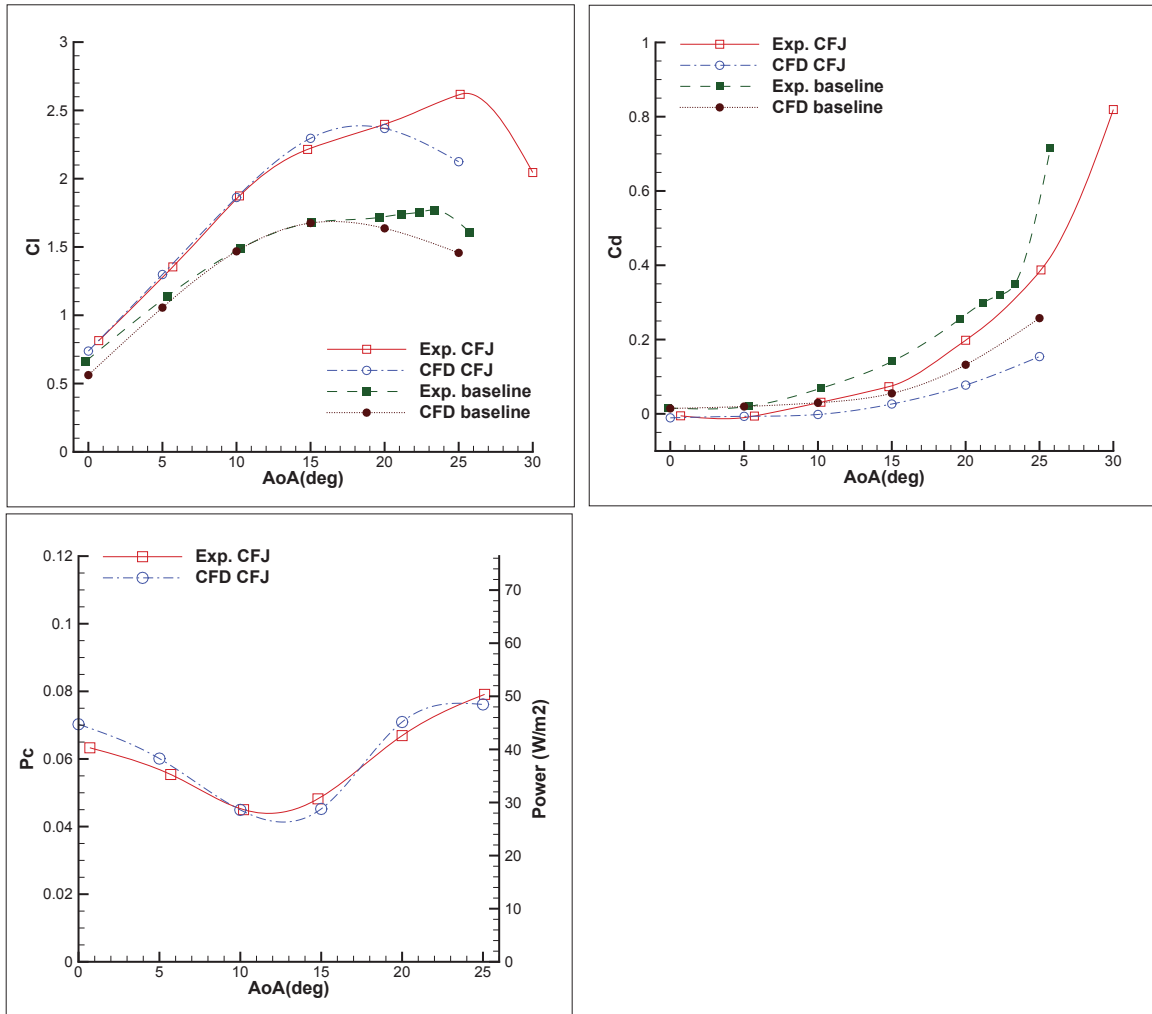 3
2.5
2
1.5
1
0.5
0
Cl
0 5 10 15 20 25 30
AoA(deg)
Exp. CFJ
CFD CFJ
Exp. baseline
CFD baseline
1
0.8
0.6
0.4
0.2
0
Cd
0 5 10 15 20 25 30
AoA(deg)
Exp. CFJ
CFD CFJ
Exp. baseline
CFD baseline
0.12
0.1
0.08
0.06
0.04
0.02
0
Pc
0 5 10 15 20 25
AoA(deg)
Exp. CFJ
CFD CFJ
70
60
50
40
30
20
10
0
Power (W/m2)